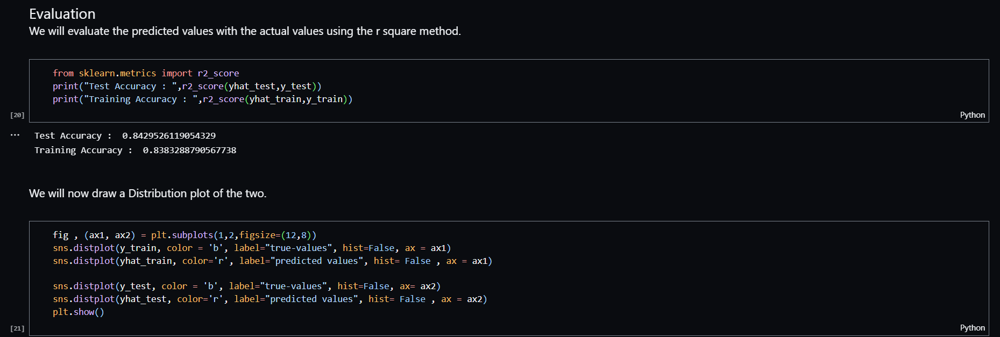 Evaluation
We will evaluate the predicted values with the actual values using the r square method.
from sklearn.metrics import r2_score
print("Test Accuracy : ",r2_score(yhat_test,y_test))
print("Training Accuracy : ",r2_score(yhat_train,y_train))
[20]
Python
...
Test Accuracy :  0.8429526119054329
Training Accuracy :  0.8383288790567738
We will now draw a Distribution plot of the two.
fig , (ax1, ax2) = plt.subplots(1,2,figsize=(12,8))
sns.distplot(y_train, color = 'b', label="true-values", hist=False, ax = ax1)
sns.distplot(yhat_train, color='r', label="predicted values", hist= False , ax = ax1)
sns.distplot(y_test, color = 'b', label="true-values", hist=False, ax= ax2)
sns.distplot(yhat_test, color='r', label="predicted values", hist= False , ax = ax2)
plt.show()
[21]
Python